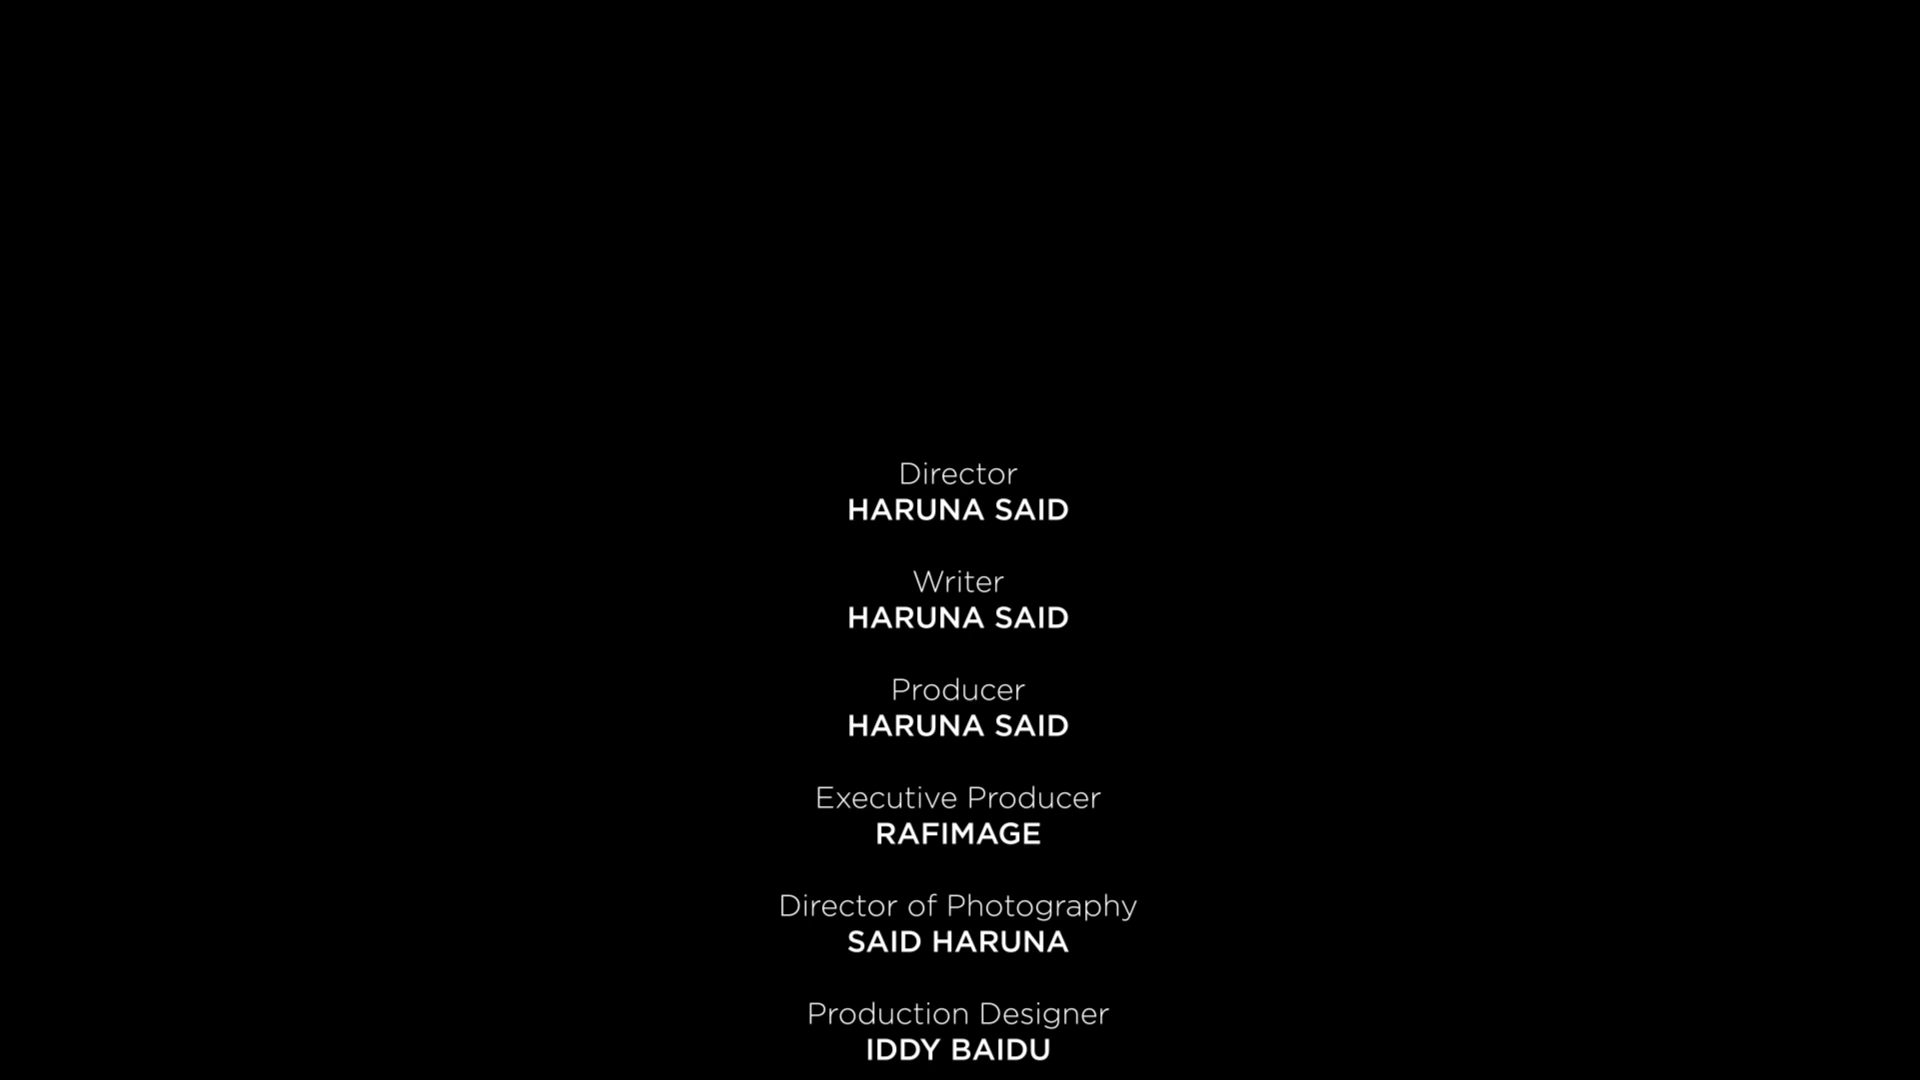 Director
HARUNA SAID
Writer
HARUNA SAID
Producer
HARUNA SAID
Executive Producer
RAFIMAGE
Director of Photography
SAID HARUNA
Production Designer
IDDY BAIDU